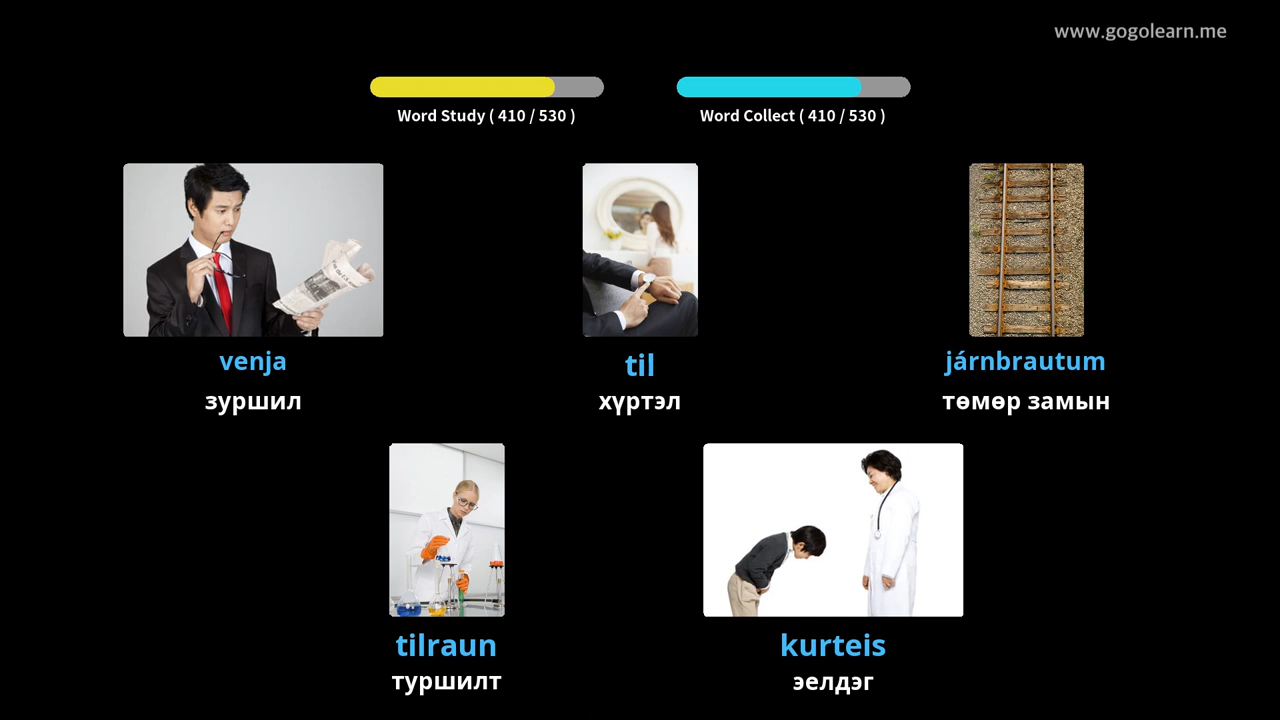 www.gogolearn.me
Word Study ( 410 / 530 )
Word Collect ( 410 / 530 )
venja
зуршил
til
хүртэл
járnbrautum
төмөр замын
tilraun
туршилт
kurteis
эелдэг